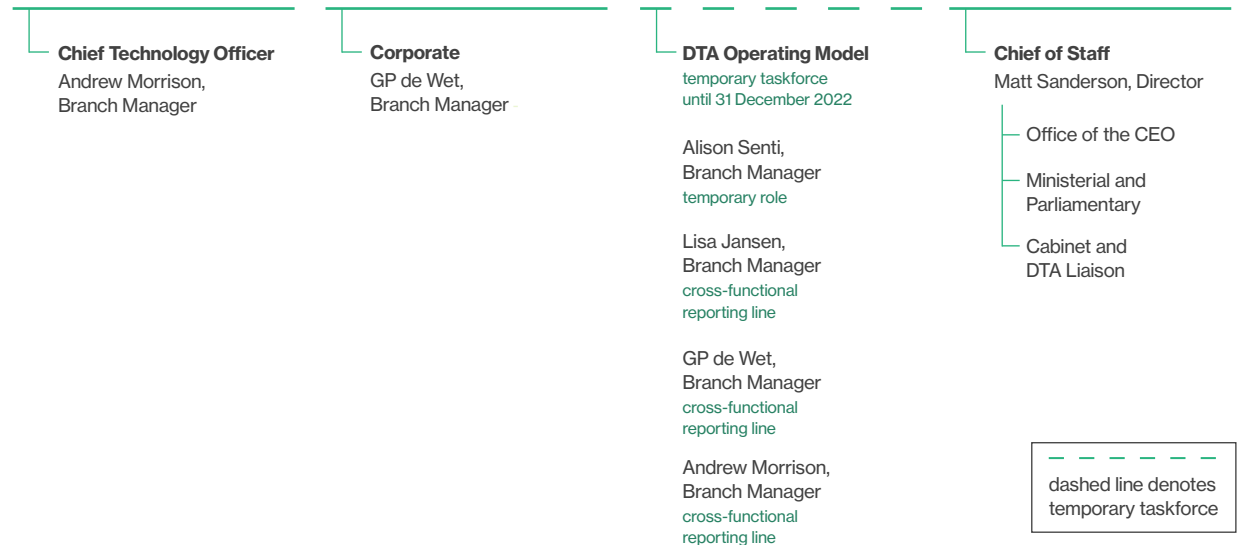 Chief Technology Officer
Andrew Morrison,
Branch Manager
Corporate
GP de Wet,
Branch Manager
DTA Operating Model
temporary taskforce
until 31 December 2022
Alison Senti,
Branch Manager
temporary role
Lisa Jansen,
Branch Manager
cross-functional
reporting line
GP de Wet,
Branch Manager
cross-functional
reporting line
Andrew Morrison,
Branch Manager
cross-functional
reporting line
Chief of Staff
Matt Sanderson, Director
Office of the CEO
Ministerial and
Parliamentary
Cabinet and
DTA Liaison
dashed line denotes
temporary taskforce